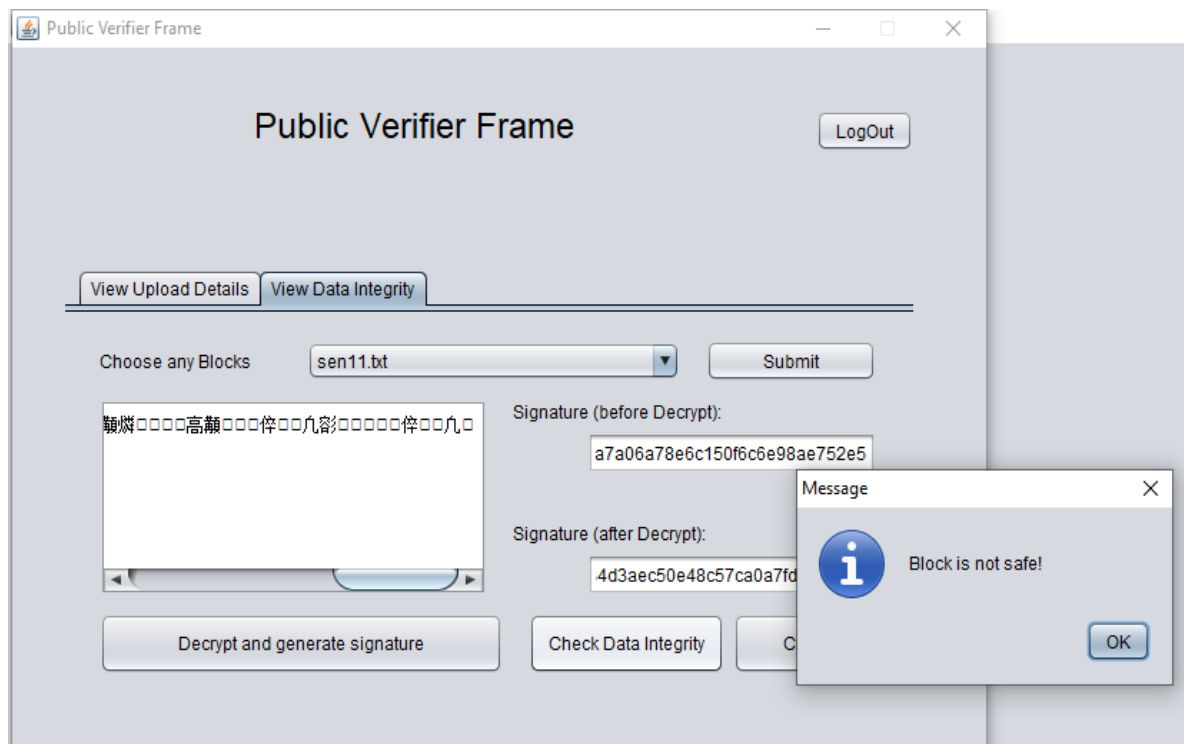 Public Verifier Frame
Public Verifier Frame
LogOut
View Upload Details
View Data Integrity
Choose any Blocks
sen11.txt
Submit
Signature (before Decrypt):
a7a06a78e6c150f6c6e98ae752e5
Message
Block is not safe!
OK
Signature (after Decrypt):
4d3aec50e48c57ca0a7fd
Decrypt and generate signature
Check Data Integrity